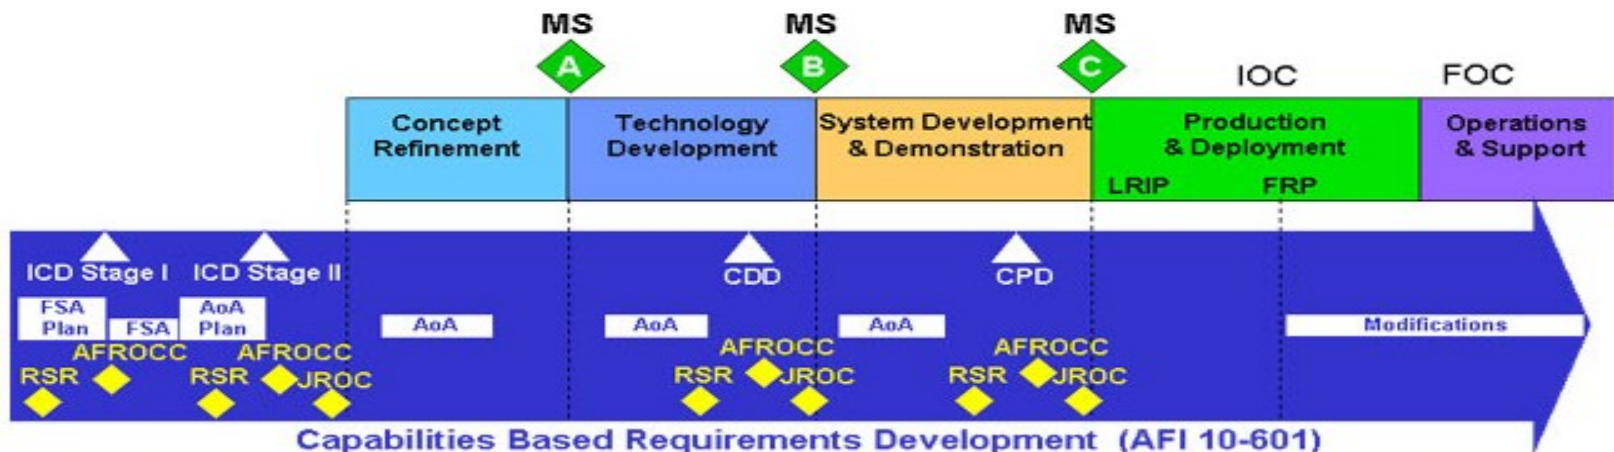 MS MS MS
A B C IOC FOC
Concept Technology System Development Production Operations
Refinement Development & Demonstration & Deployment & Support
LRIP FRP
ICD Stage I ICD Stage II CDD CPD
FSA AoA
Plan FSA Plan AoA AoA AoA Modifications
AFROCC AFROCC AFROCC AFROCC
RSR RSR JROC RSR JROC RSR JROC
Capabilities Based Requirements Development (AFI 10-601)